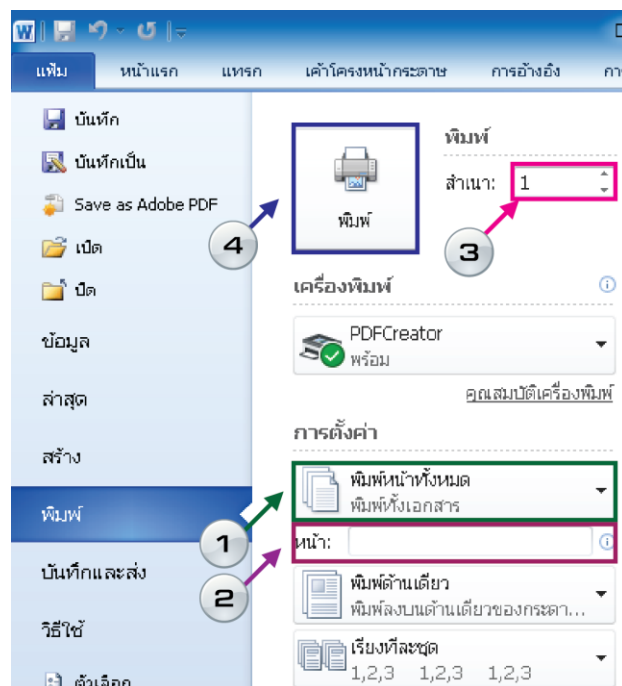 แฟ้ม หน้าแรก แทรก เค้าโครงหน้ากระดาษ การอ้างอิง
บันทึก
บันทึกเป็น
Save as Adobe PDF
เปิด
ปิด
ข้อมูล
ล่าสุด
สร้าง
พิมพ์
บันทึกและส่ง
วิธีใช้
ตัวเลือก
พิมพ์
พิมพ์
สำเนา: 1
4
3
เครื่องพิมพ์
PDFCreator
พร้อม
คุณสมบัติเครื่องพิมพ์
การตั้งค่า
พิมพ์หน้าทั้งหมด
พิมพ์ทั้งเอกสาร
1
หน้า:
2
พิมพ์ด้านเดียว
พิมพ์ลงบนด้านเดียวของกระดา...
เรียงทีละชุด
1,2,3 1,2,3 1,2,3